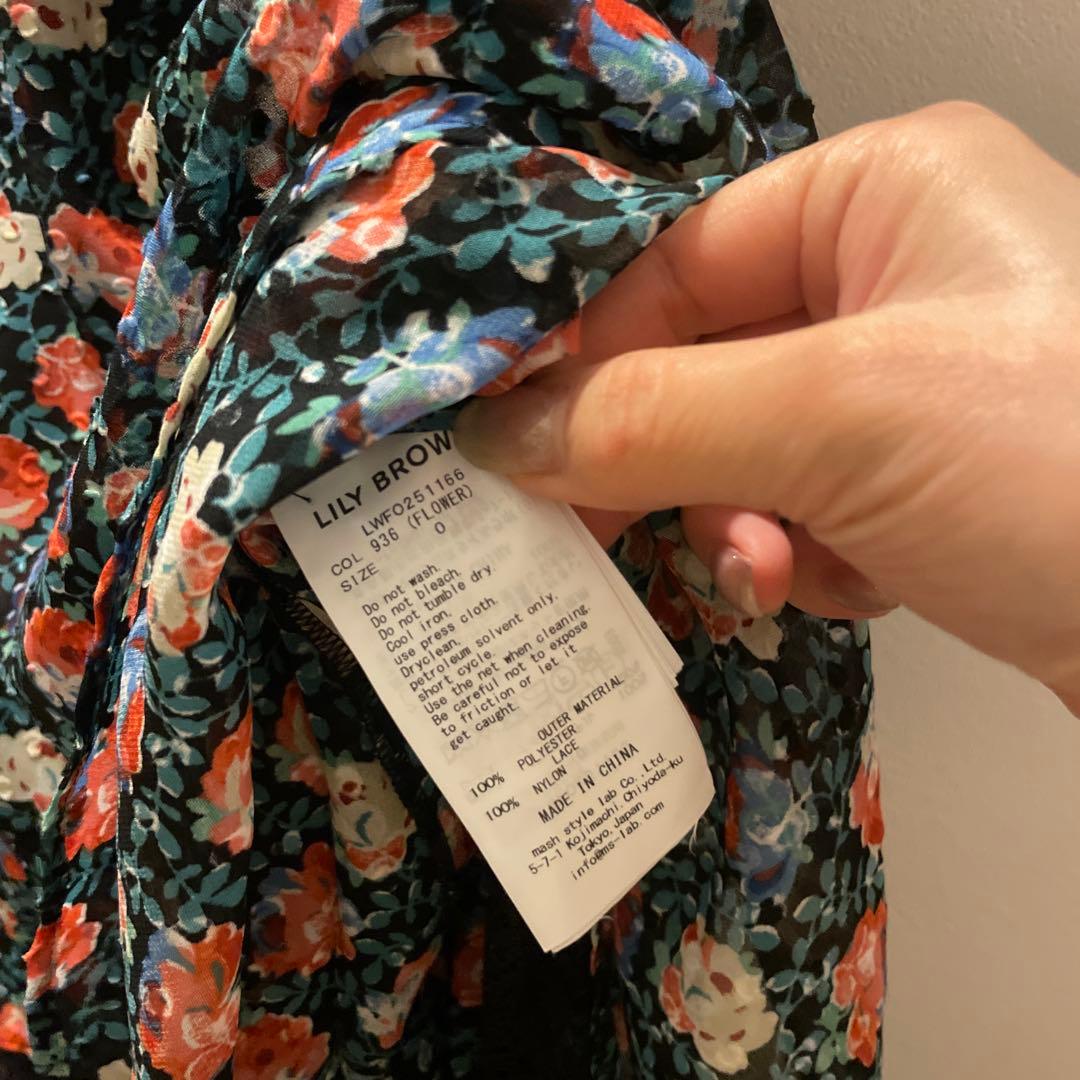 LILY BROW
LWFO251166
COL 936 (FLOWER)
SIZE 0
Do not wash.
Do not bleach.
Do not tumble dry.
Cool iron.
use press cloth.
Dryclean.
petroleum solvent only.
short cycle.
Use the net when cleaning.
Be careful not to expose
to friction or let it
get caught.
OUTER MATERIAL
100% POLYESTER
LACE
100% NYLON
MADE IN CHINA
mash style lab Co.,Ltd.
5-7-1 Kojimachi,Chiyoda-ku
Tokyo,Japan
info@ms-lab.com